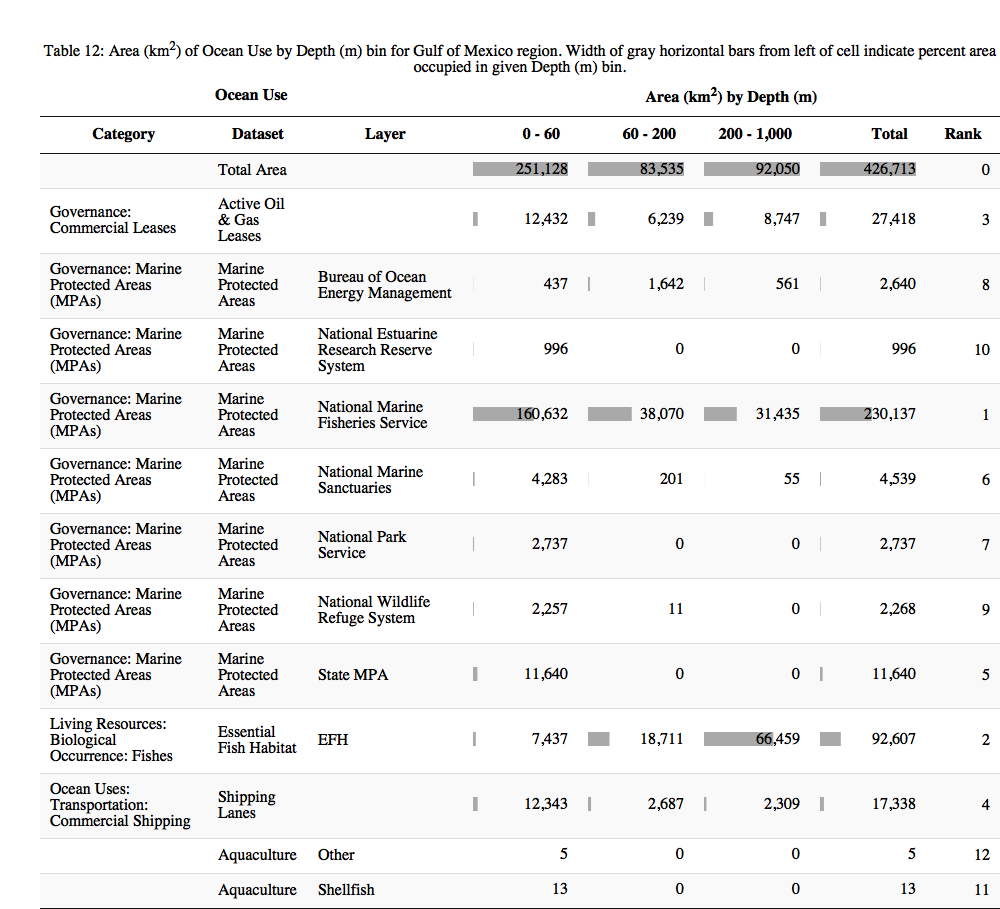 Table 12: Area (km2) of Ocean Use by Depth (m) bin for Gulf of Mexico region. Width of gray horizontal bars from left of cell indicate percent area
occupied in given Depth (m) bin.
Ocean Use Area (km2) by Depth (m)
Category Dataset Layer 0 - 60 60 - 200 200 - 1,000 Total Rank
Total Area 251,128 83,535 92,050 426,713 0
Governance:
Commercial Leases
Active Oil
& Gas
Leases
12,432 6,239 8,747 27,418 3
Governance: Marine
Protected Areas
(MPAs)
Marine
Protected
Areas
Bureau of Ocean
Energy Management
437 1,642 561 2,640 8
Governance: Marine
Protected Areas
(MPAs)
Marine
Protected
Areas
National Estuarine
Research Reserve
System
996 0 0 996 10
Governance: Marine
Protected Areas
(MPAs)
Marine
Protected
Areas
National Marine
Fisheries Service
160,632 38,070 31,435 230,137 1
Governance: Marine
Protected Areas
(MPAs)
Marine
Protected
Areas
National Marine
Sanctuaries
4,283 201 55 4,539 6
Governance: Marine
Protected Areas
(MPAs)
Marine
Protected
Areas
National Park
Service
2,737 0 0 2,737 7
Governance: Marine
Protected Areas
(MPAs)
Marine
Protected
Areas
National Wildlife
Refuge System
2,257 11 0 2,268 9
Governance: Marine
Protected Areas
(MPAs)
Marine
Protected
Areas
State MPA
11,640 0 0 11,640 5
Living Resources:
Biological
Occurrence: Fishes
Essential
Fish Habitat
EFH
7,437 18,711 66,459 92,607 2
Ocean Uses:
Transportation:
Commercial Shipping
Shipping
Lanes
12,343 2,687 2,309 17,338 4
Aquaculture Other 5 0 0 5 12
Aquaculture Shellfish 13 0 0 13 11